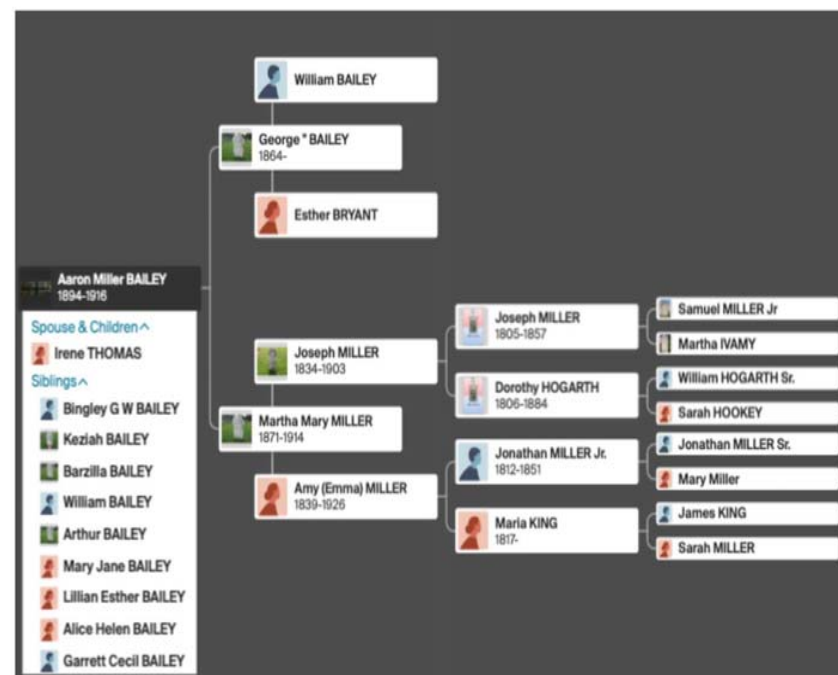 William BAILEY
George * BAILEY
1864-
Esther BRYANT
Aaron Miller BAILEY
1894-1916
Spouse & Children^
Irene THOMAS
Siblings^
Bingley G W BAILEY
Keziah BAILEY
Barzilla BAILEY
William BAILEY
Arthur BAILEY
Mary Jane BAILEY
Lillian Esther BAILEY
Alice Helen BAILEY
Garrett Cecil BAILEY
Joseph MILLER
1834-1903
Martha Mary MILLER
1871-1914
Amy (Emma) MILLER
1839-1926
Joseph MILLER
1805-1857
Dorothy HOGARTH
1806-1884
Jonathan MILLER Jr.
1812-1851
Maria KING
1817-
Samuel MILLER Jr
Martha IVAMY
William HOGARTH Sr.
Sarah HOOKEY
Jonathan MILLER Sr.
Mary Miller
James KING
Sarah MILLER